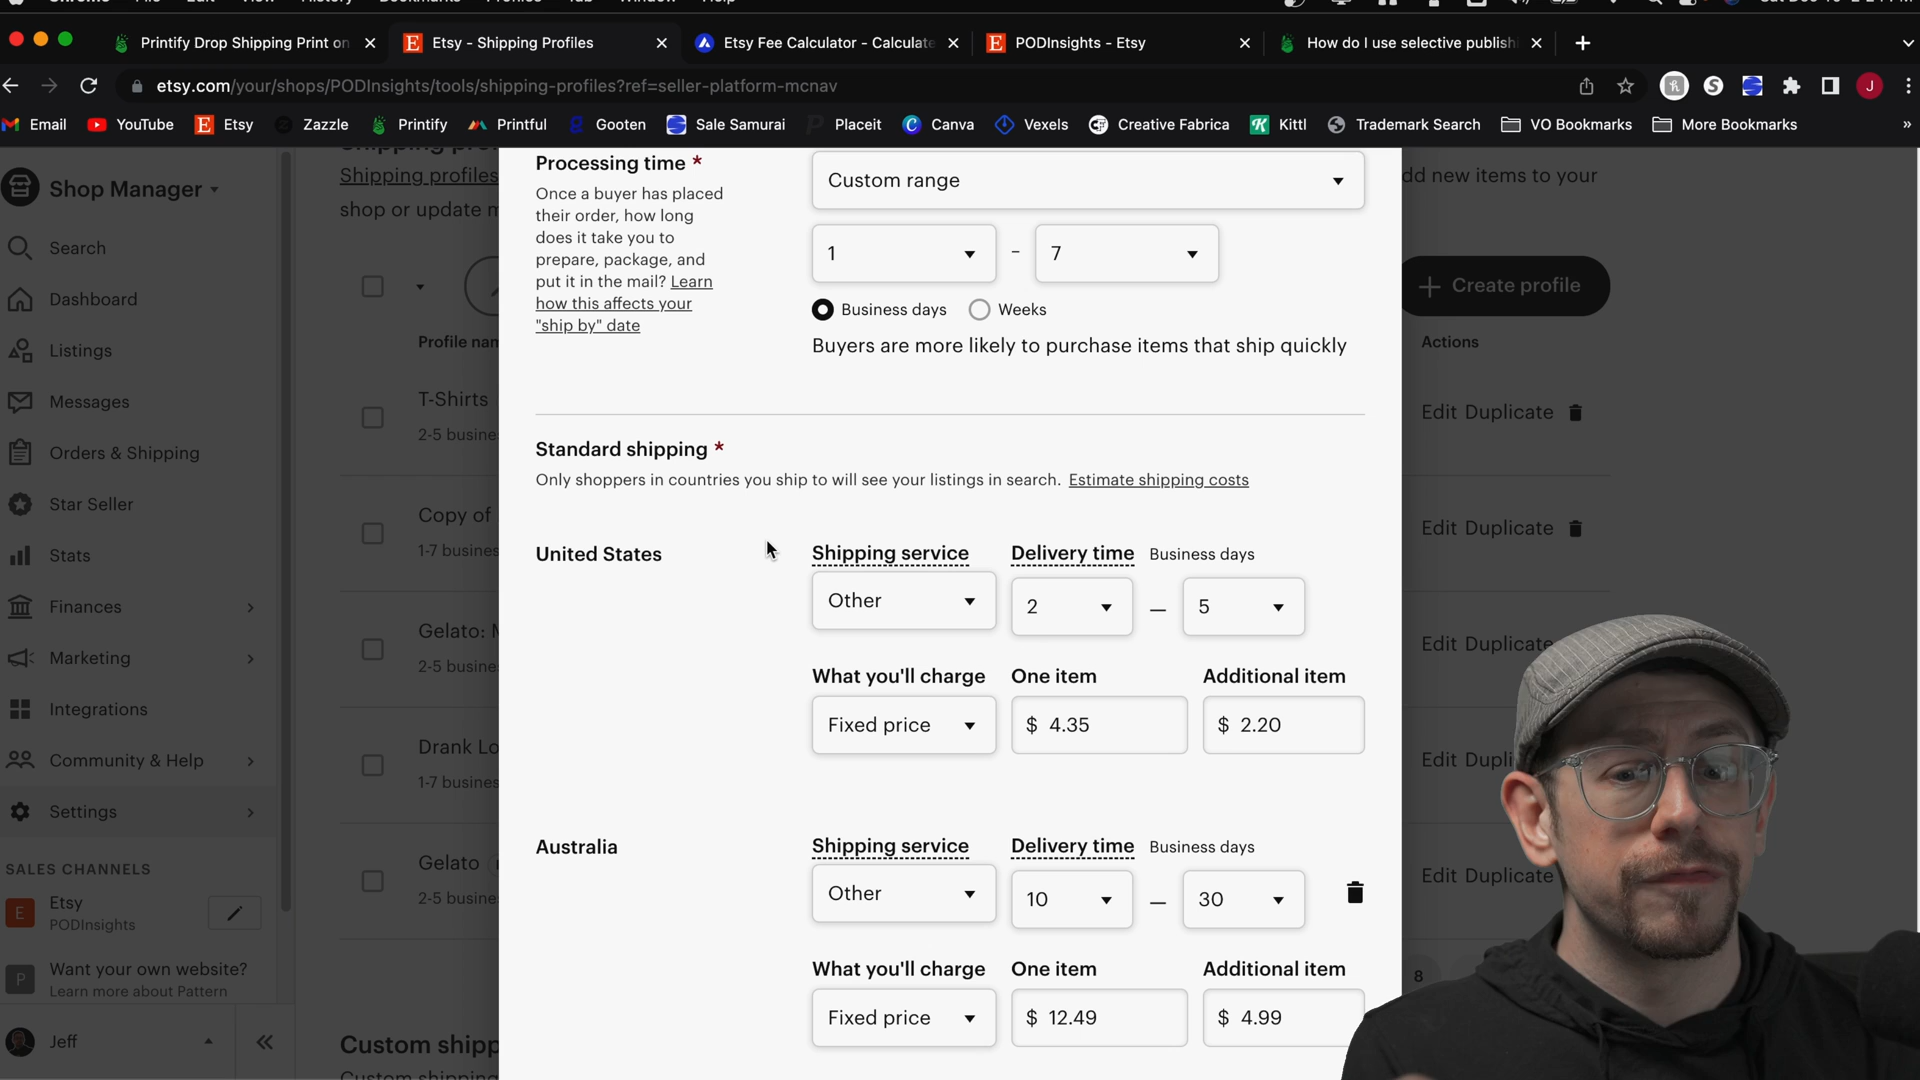 Printify Drop Shipping Print on
Etsy - Shipping Profiles
Etsy Fee Calculator - Calculate
PODInsights - Etsy
How do I use selective publishi
etsy.com/your/shops/PODInsights/tools/shipping-profiles?ref=seller-platform-mcnav
J
Email
YouTube
Etsy
Zazzle
Printify
Printful
Gooten
Sale Samurai
Placeit
Canva
Vexels
Creative Fabrica
Kittl
Trademark Search
VO Bookmarks
More Bookmarks
»
Shop Manager
Search
Dashboard
Listings
Messages
Orders & Shipping
Star Seller
Stats
Finances
Marketing
Integrations
Community & Help
Settings
SALES CHANNELS
E
Etsy
PODInsights
P
Want your own website?
Learn more about Pattern
Jeff
Shipping profiles
dd new items to your
shop or update
Create profile
Profile nam
Actions
T-Shirts
2-5 busine
Edit Duplicate
Copy of
1-7 busines
Edit Duplicate
Gelato: M
2-5 busine
Edit Duplicate
Drank Lo
1-7 busines
Edit Dupli
Gelato
2-5 busine
Edit Duplicate
8
Custom shipp
Custom shipping
Processing time *
Once a buyer has placed
their order, how long
does it take you to
prepare, package, and
put it in the mail? Learn
how this affects your
"ship by" date
Custom range
1 - 7
Business days Weeks
Buyers are more likely to purchase items that ship quickly
Standard shipping *
Only shoppers in countries you ship to will see your listings in search. Estimate shipping costs
United States
Shipping service Delivery time Business days
Other 2 — 5
What you'll charge One item Additional item
Fixed price $ 4.35 $ 2.20
Australia
Shipping service Delivery time Business days
Other 10 — 30
What you'll charge One item Additional item
Fixed price $ 12.49 $ 4.99